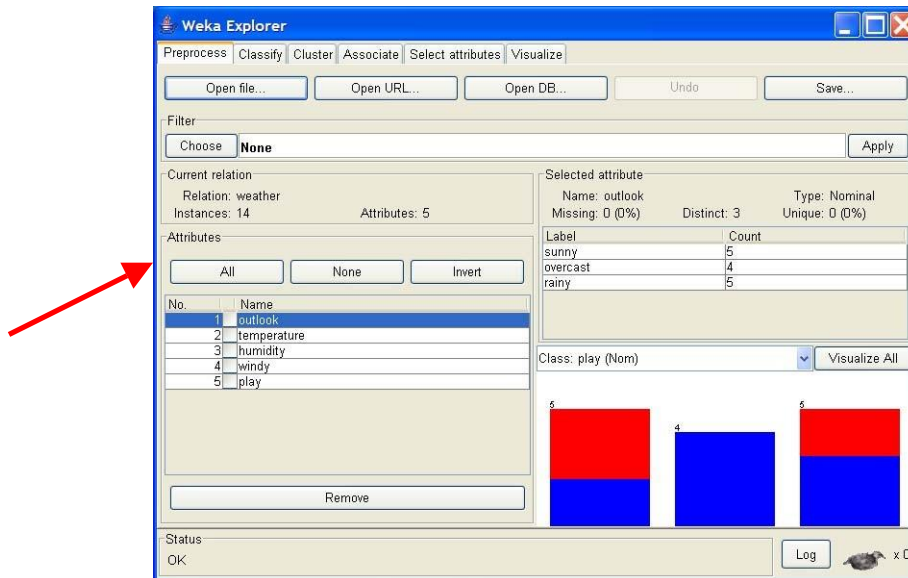 Weka Explorer
Preprocess Classify Cluster Associate Select attributes Visualize
Open file... Open URL... Open DB... Undo Save...
Filter
Choose None Apply
Current relation
Relation: weather
Instances: 14 Attributes: 5
Selected attribute
Name: outlook Type: Nominal
Missing: 0 (0%) Distinct: 3 Unique: 0 (0%)
Attributes
All None Invert
No. Name
1 outlook
2 temperature
3 humidity
4 windy
5 play
Remove
Label Count
sunny 5
overcast 4
rainy 5
Class: play (Nom) Visualize All
5 4 5
Status
OK
Log x 0